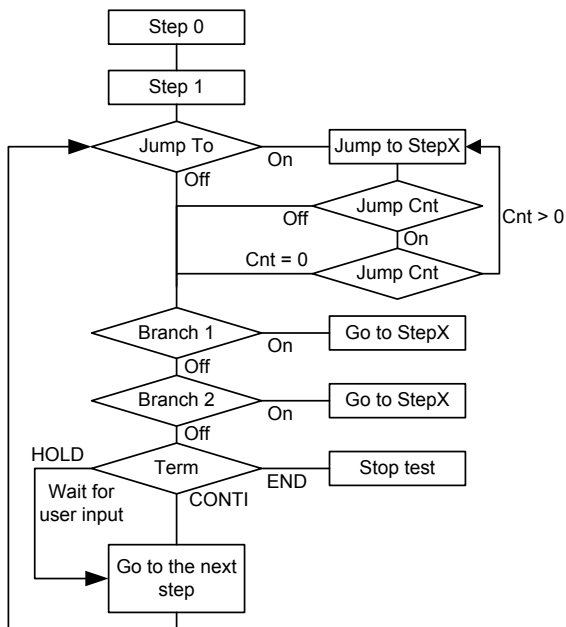 Step 0
Step 1
Jump To
On
Jump to StepX
Off
Off
Jump Cnt
On
Cnt > 0
Cnt = 0
Jump Cnt
Branch 1
On
Go to StepX
Off
Branch 2
On
Go to StepX
Off
HOLD
Term
END
Stop test
Wait for
user input
CONTI
Go to the next
step